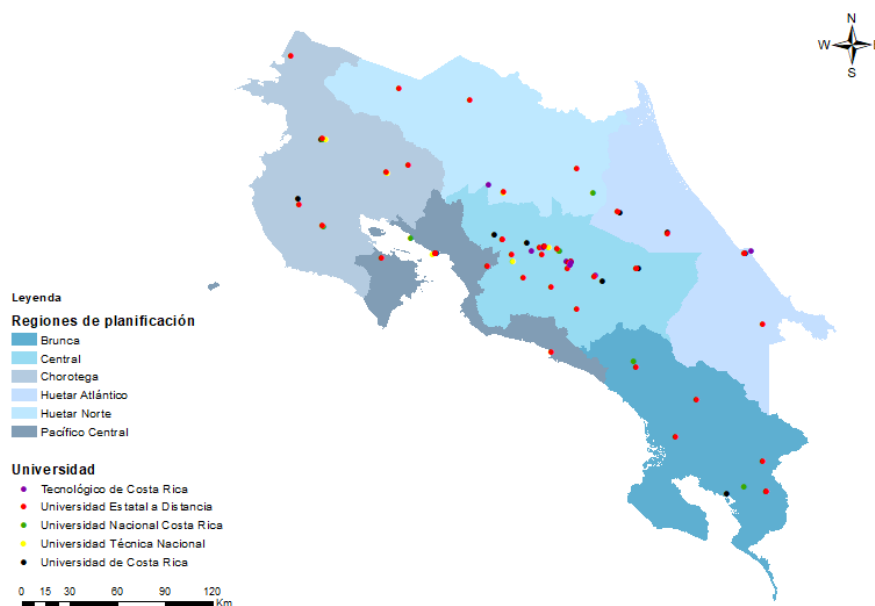 N
W
E
S
Leyenda
Regiones de planificación
Brunca
Central
Chorotega
Huetar Atlántico
Huetar Norte
Pacífico Central
Universidad
Tecnológico de Costa Rica
Universidad Estatal a Distancia
Universidad Nacional Costa Rica
Universidad Técnica Nacional
Universidad de Costa Rica
0 15 30 60 90 120
Km